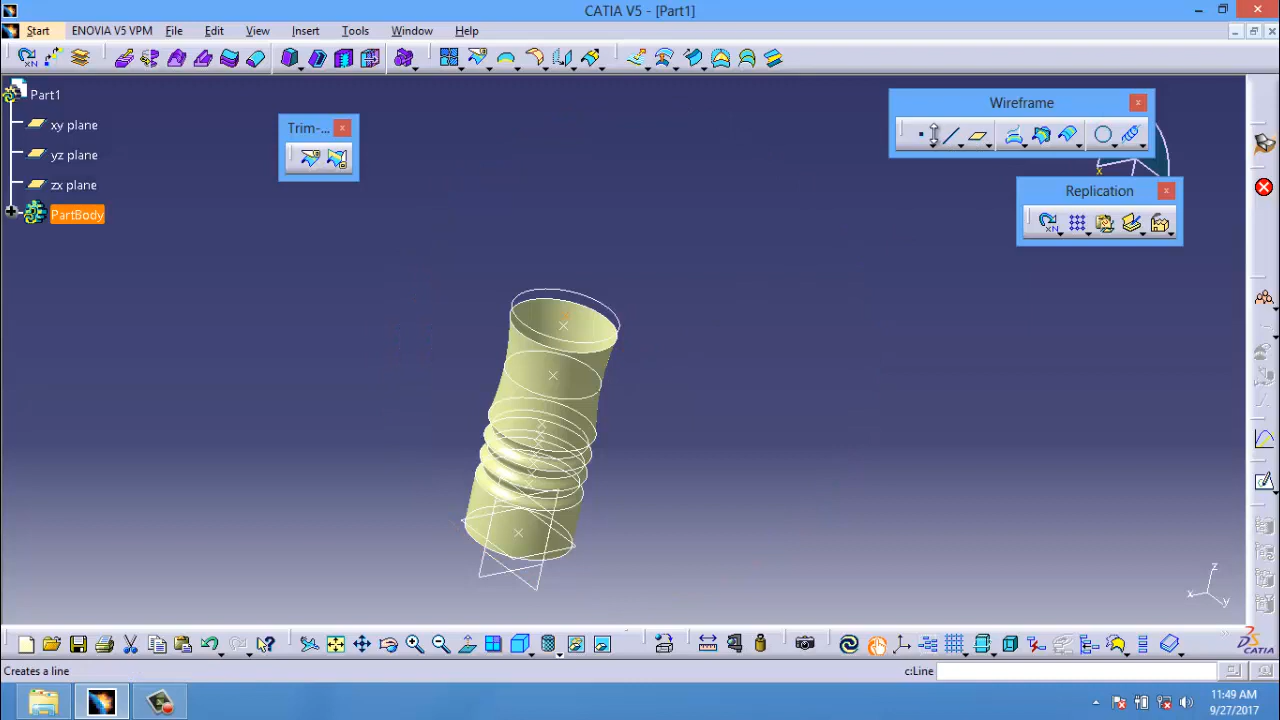 CATIA V5 - [Part1]
Start ENOVIA V5 VPM File Edit View Insert Tools Window Help
Part1
xy plane
yz plane
zx plane
PartBody
Trim-...
Wireframe
Replication
z
x
y
Creates a line
c:Line
CATIA
11:49 AM
9/27/2017